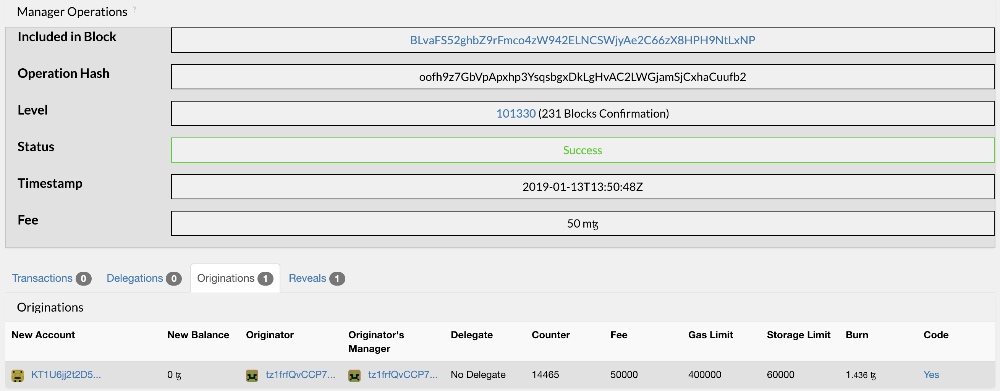 Manager Operations ?
Included in Block BLvaFS52ghbZ9rFmco4zW942ELNCSWjyAe2C66zX8HPH9NtLxNP
Operation Hash oofh9z7GbVpApxhp3YsqsbgxDkLgHvAC2LWGjamSjCxhaCuufb2
Level 101330 (231 Blocks Confirmation)
Status Success
Timestamp 2019-01-13T13:50:48Z
Fee 50 mꜩ
Transactions 0 Delegations 0 Originations 1 Reveals 1
Originations
New Account New Balance Originator Originator's Manager Delegate Counter Fee Gas Limit Storage Limit Burn Code
KT1U6jj2t2D5... 0 ꜩ tz1frfQvCCP7... tz1frfQvCCP7... No Delegate 14465 50000 400000 60000 1.436 ꜩ Yes